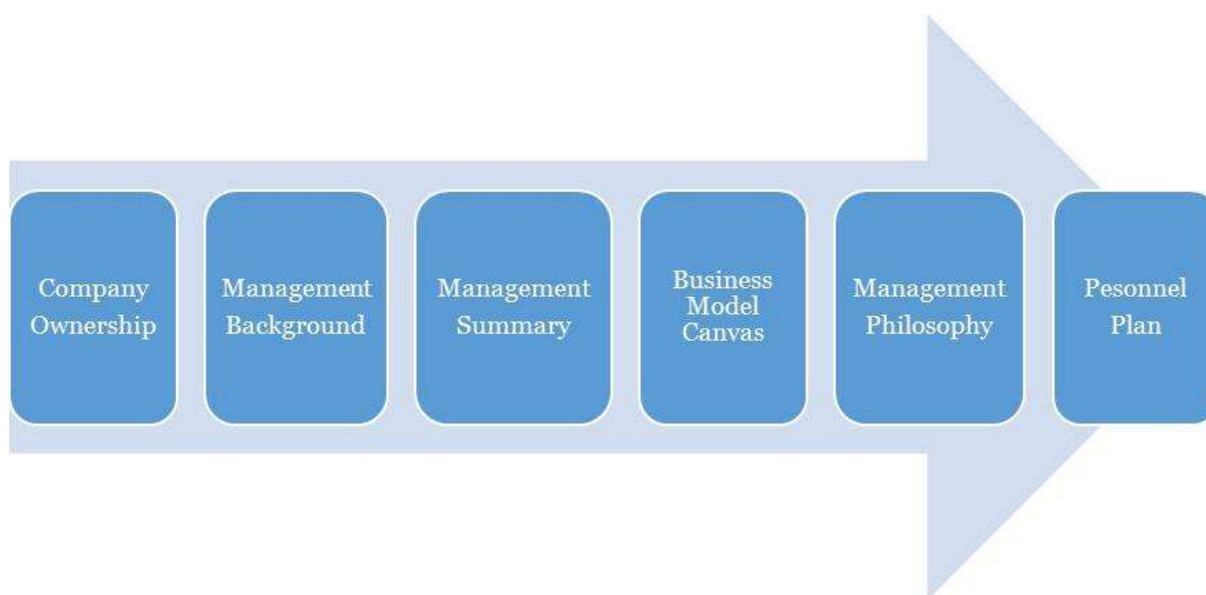 Company
Ownership
Management
Background
Management
Summary
Business
Model
Canvas
Management
Philosophy
Pesonnel
Plan